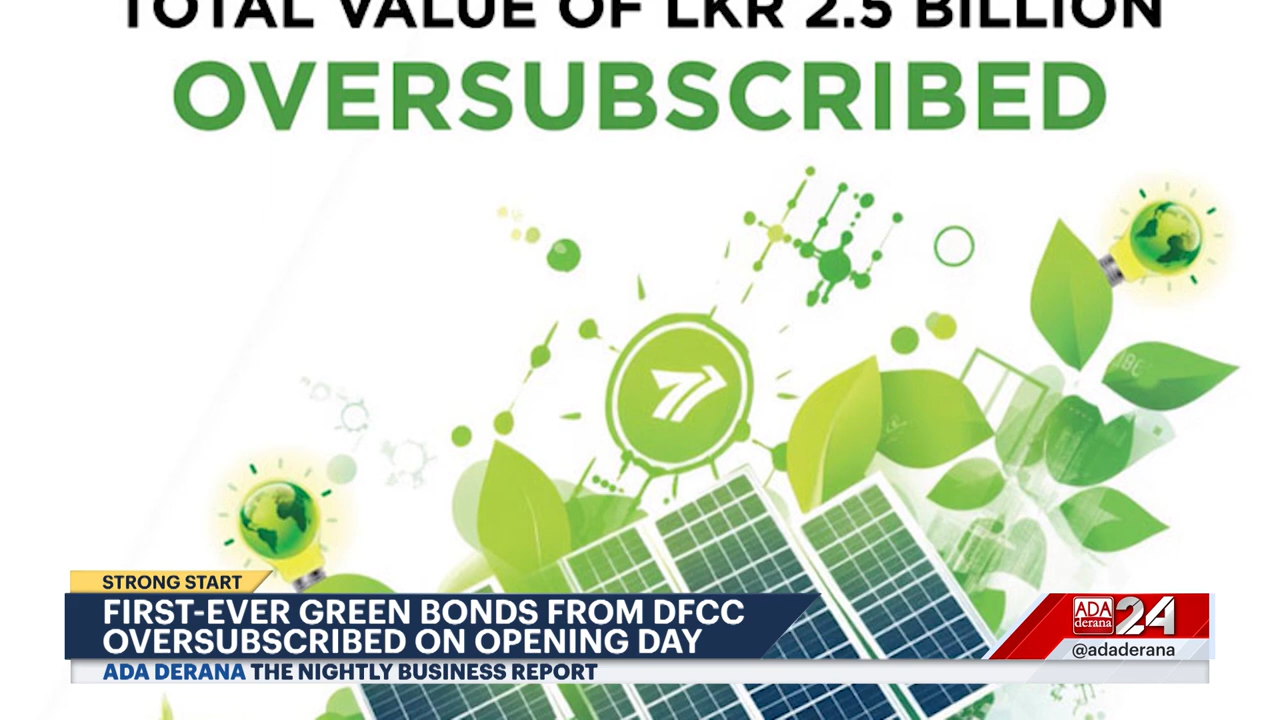 TOTAL VALUE OF LKR 2.5 BILLION
OVERSUBSCRIBED
STRONG START
FIRST-EVER GREEN BONDS FROM DFCC
OVERSUBSCRIBED ON OPENING DAY
ADA DERANA THE NIGHTLY BUSINESS REPORT
ADA
derana
24
@adaderana